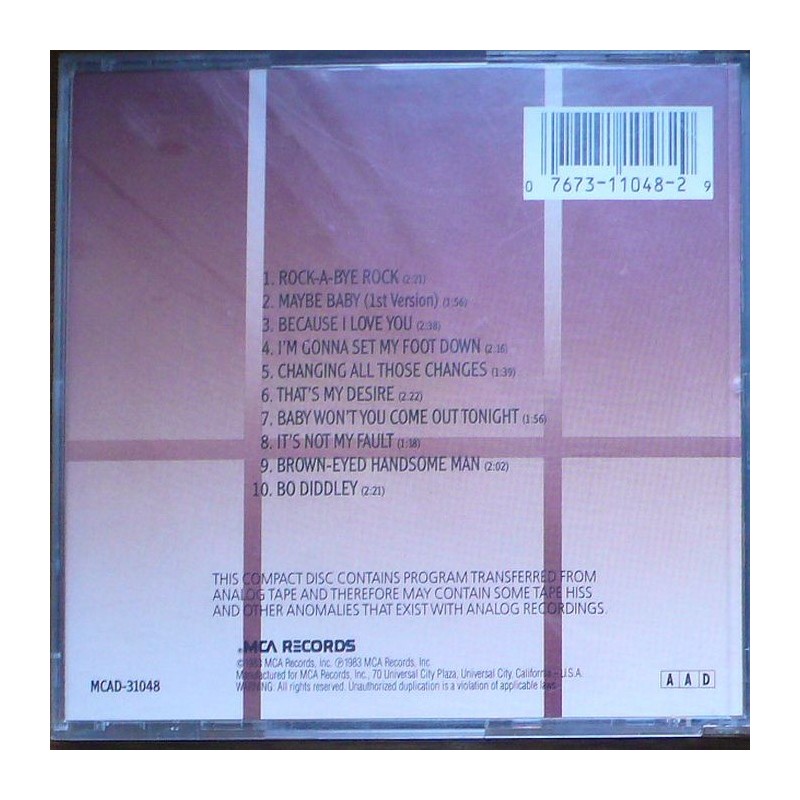 0 7673-11048-2 9
1. ROCK-A-BYE ROCK (2:21)
2. MAYBE BABY (1st Version) (1:56)
3. BECAUSE I LOVE YOU (2:38)
4. I'M GONNA SET MY FOOT DOWN (2:16)
5. CHANGING ALL THOSE CHANGES (1:39)
6. THAT'S MY DESIRE (2:22)
7. BABY WON'T YOU COME OUT TONIGHT (1:56)
8. IT'S NOT MY FAULT (1:18)
9. BROWN-EYED HANDSOME MAN (2:02)
10. BO DIDDLEY (2:21)
THIS COMPACT DISC CONTAINS PROGRAM TRANSFERRED FROM
ANALOG TAPE AND THEREFORE MAY CONTAIN SOME TAPE HISS
AND OTHER ANOMALIES THAT EXIST WITH ANALOG RECORDINGS.
.MCA RECORDS
©1983 MCA Records, Inc. ℗1983 MCA Records, Inc
Manufactured for MCA Records, Inc., 70 Universal City Plaza, Universal City, California – U.S.A.
WARNING: All rights reserved. Unauthorized duplication is a violation of applicable laws.
MCAD-31048
A A D